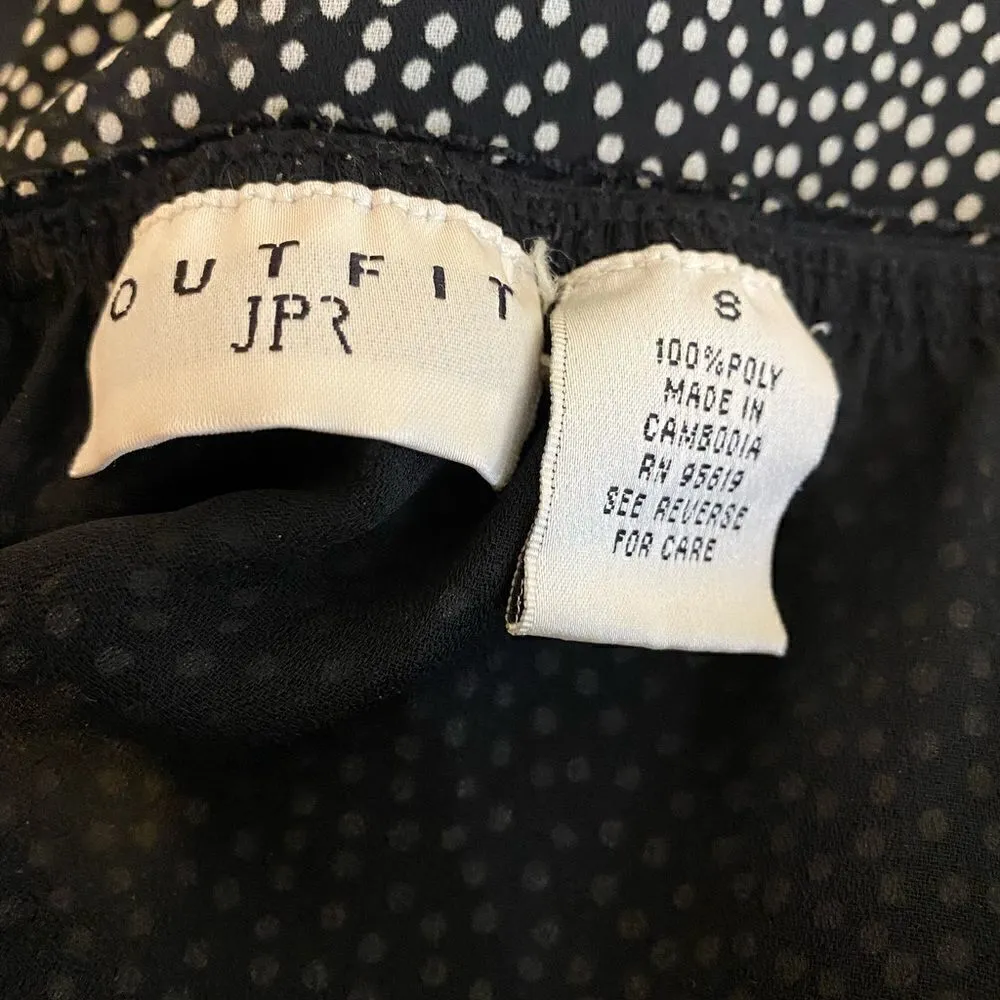 OUTFIT
JPR
S
100% POLY
MADE IN
CAMBODIA
RN 95619
SEE REVERSE
FOR CARE